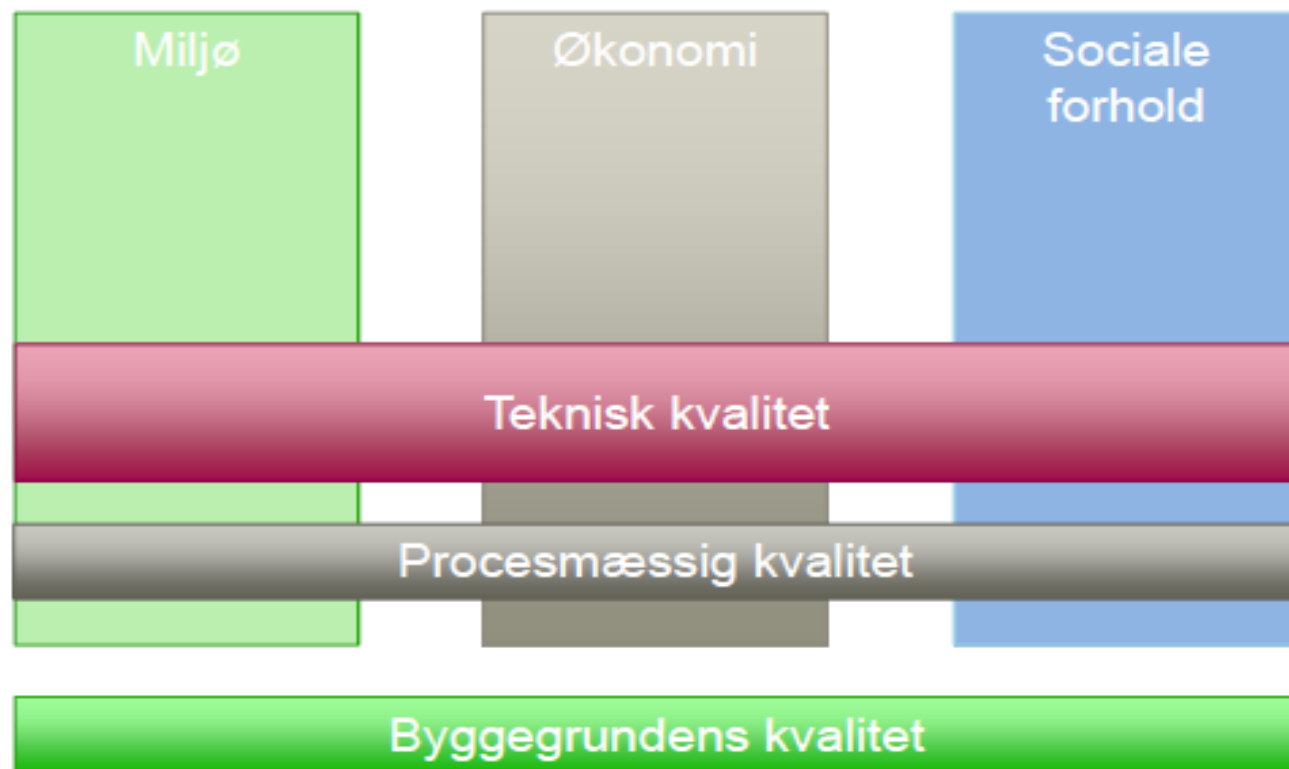 Miljø
Økonomi
Sociale
forhold
Teknisk kvalitet
Procesmæssig kvalitet
Byggegrundens kvalitet